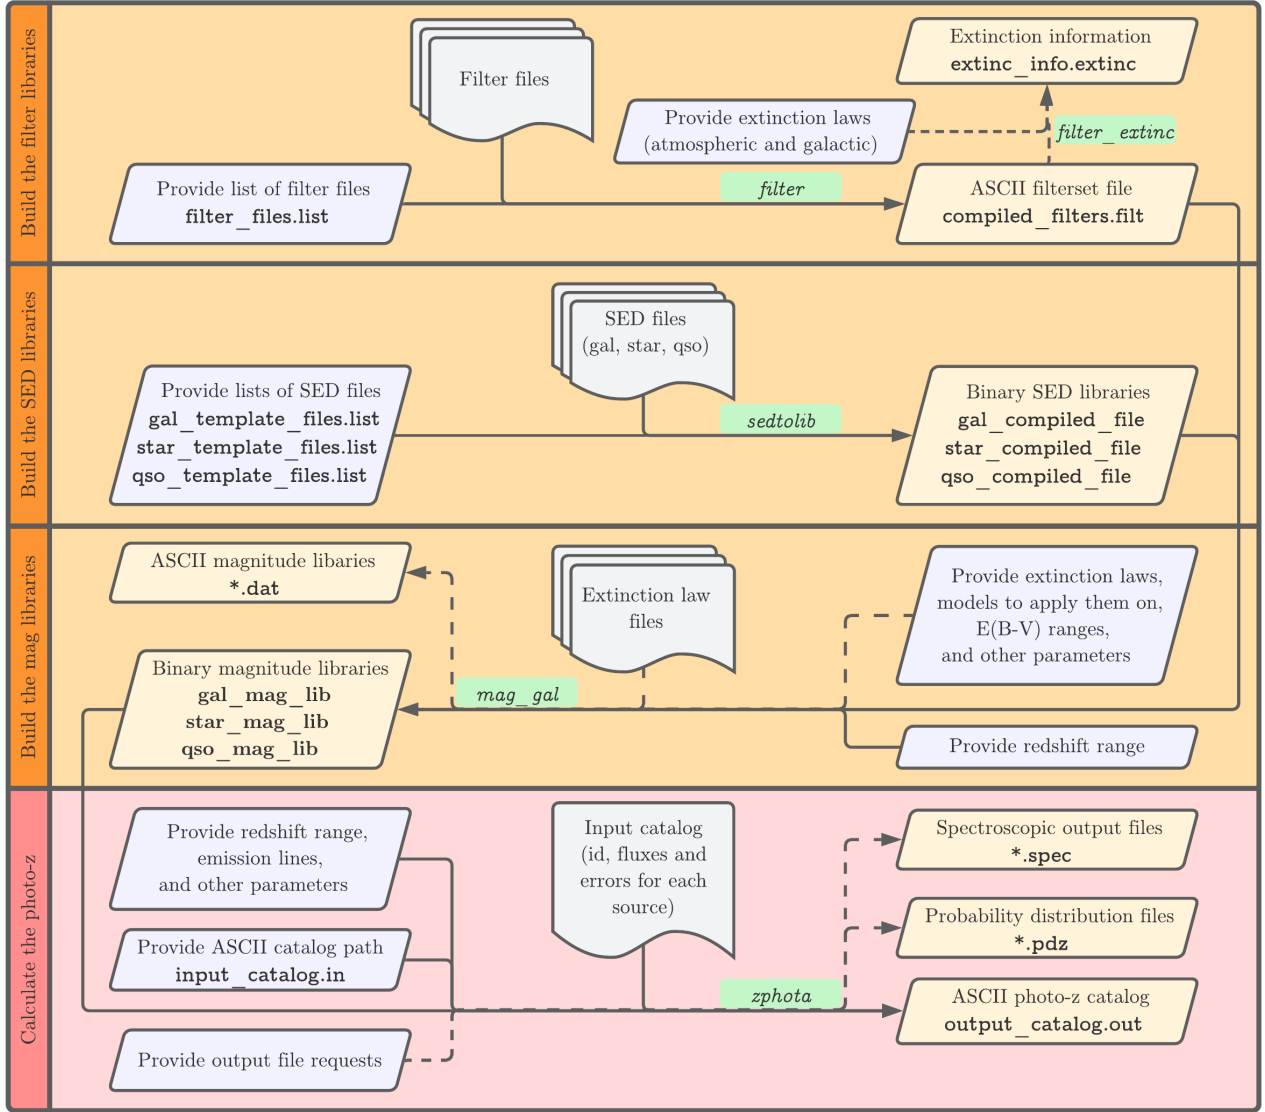 Build the filter libraries
Filter files
Extinction information
extinc_info.extinc
Provide extinction laws
(atmospheric and galactic)
filter_extinc
Provide list of filter files
filter_files.list
filter
ASCII filterset file
compiled_filters.filt
Build the SED libraries
SED files
(gal, star, qso)
Provide lists of SED files
gal_template_files.list
star_template_files.list
qso_template_files.list
sedtolib
Binary SED libraries
gal_compiled_file
star_compiled_file
qso_compiled_file
Build the mag libraries
ASCII magnitude libaries
*.dat
Extinction law
files
Provide extinction laws,
models to apply them on,
E(B-V) ranges,
and other parameters
Binary magnitude libraries
gal_mag_lib
star_mag_lib
qso_mag_lib
mag_gal
Provide redshift range
Calculate the photo-z
Provide redshift range,
emission lines,
and other parameters
Input catalog
(id, fluxes and
errors for each
source)
Spectroscopic output files
*.spec
Provide ASCII catalog path
input_catalog.in
Probability distribution files
*.pdz
zphota
ASCII photo-z catalog
output_catalog.out
Provide output file requests